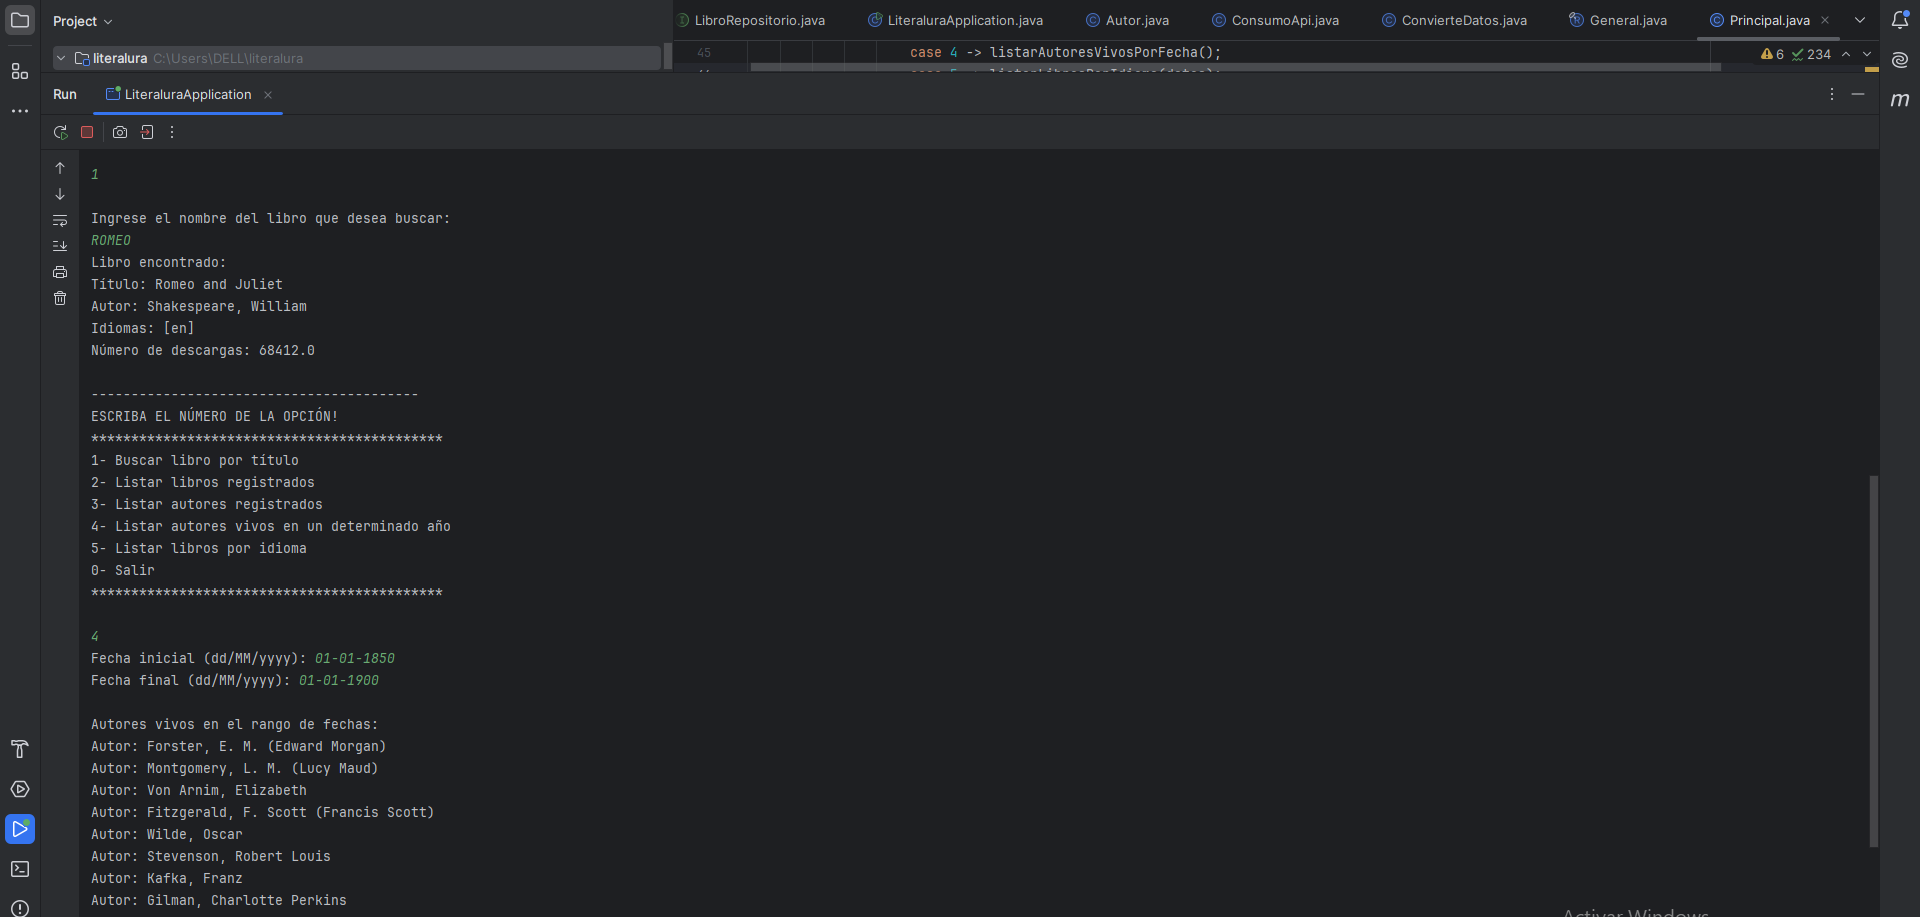 Project
LibroRepositorio.java
LiteraluraApplication.java
Autor.java
ConsumoApi.java
ConvierteDatos.java
General.java
Principal.java
literalura C:\Users\DELL\literalura
45 case 4 -> listarAutoresVivosPorFecha();
6 234
Run LiteraluraApplication
1
Ingrese el nombre del libro que desea buscar:
ROMEO
Libro encontrado:
Título: Romeo and Juliet
Autor: Shakespeare, William
Idiomas: [en]
Número de descargas: 68412.0
-----------------------------------------
ESCRIBA EL NÚMERO DE LA OPCIÓN!
********************************************
1- Buscar libro por título
2- Listar libros registrados
3- Listar autores registrados
4- Listar autores vivos en un determinado año
5- Listar libros por idioma
0- Salir
********************************************
4
Fecha inicial (dd/MM/yyyy): 01-01-1850
Fecha final (dd/MM/yyyy): 01-01-1900
Autores vivos en el rango de fechas:
Autor: Forster, E. M. (Edward Morgan)
Autor: Montgomery, L. M. (Lucy Maud)
Autor: Von Arnim, Elizabeth
Autor: Fitzgerald, F. Scott (Francis Scott)
Autor: Wilde, Oscar
Autor: Stevenson, Robert Louis
Autor: Kafka, Franz
Autor: Gilman, Charlotte Perkins
Activar Windows